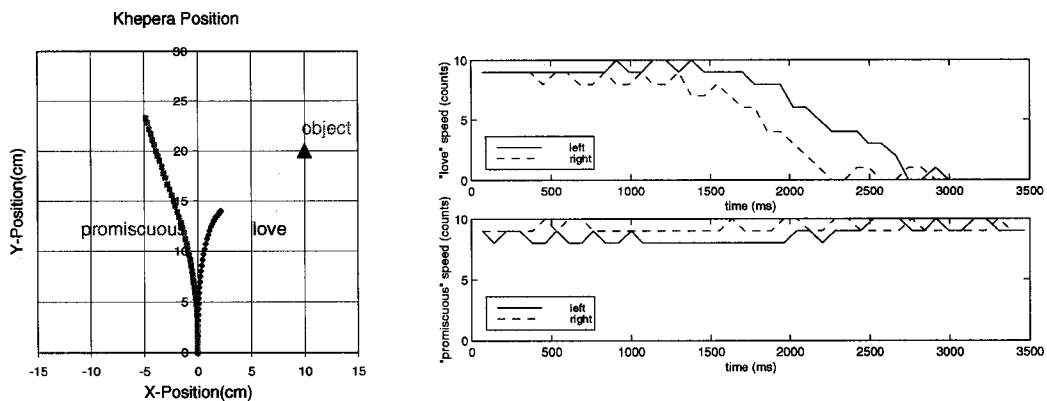 Khepera Position
30
25
20
15
10
5
0
object
promiscuous
love
Y-Position(cm)
-15 -10 -5 0 5 10 15
X-Position(cm)
"love" speed (counts)
10
5
0
left
right
0 500 1000 1500 2000 2500 3000 3500
time (ms)
"promiscuous" speed (counts)
10
5
0
left
right
0 500 1000 1500 2000 2500 3000 3500
time (ms)